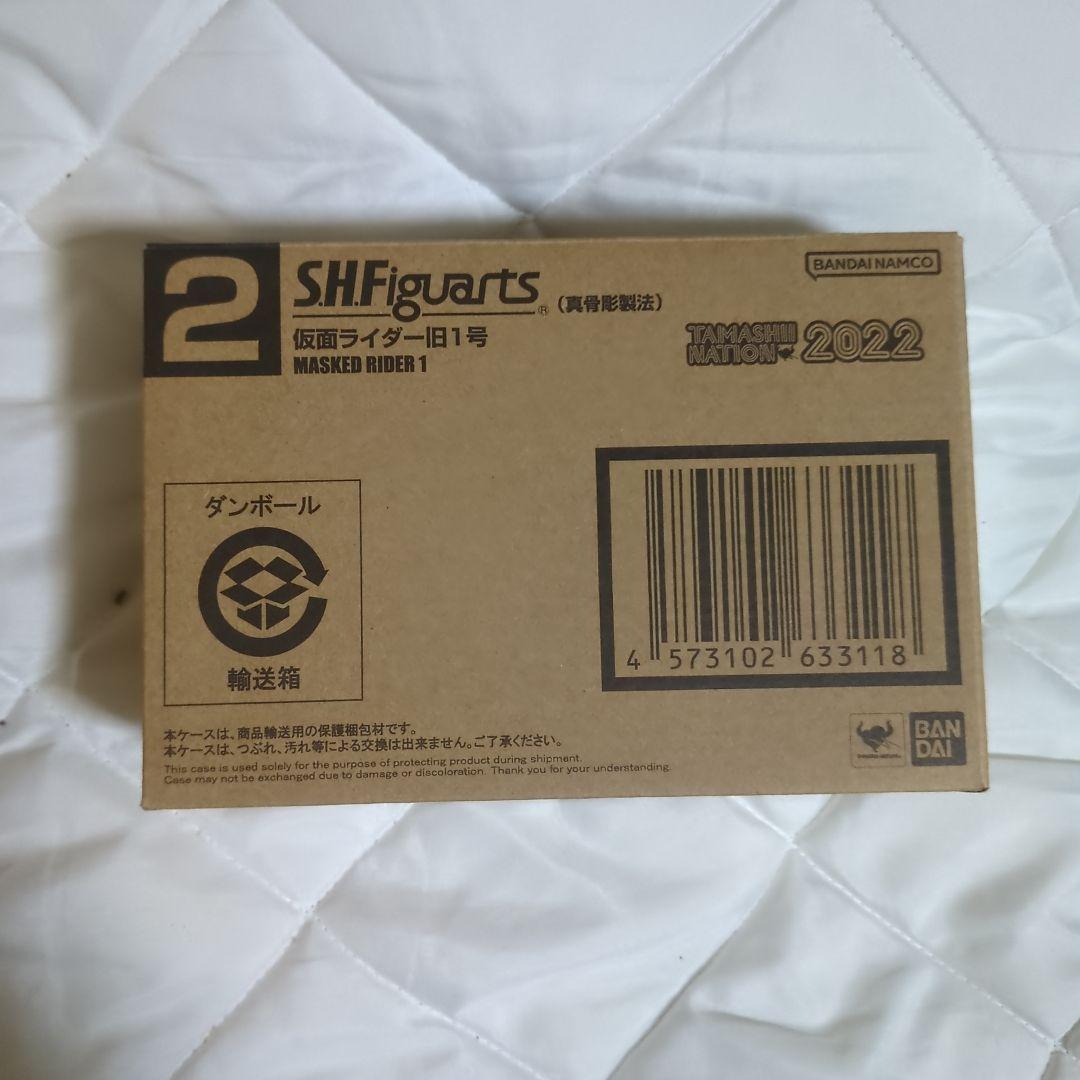 2
S.H.Figuarts® (真骨彫製法)
仮面ライダー旧1号
MASKED RIDER 1
BANDAI NAMCO
TAMASHII
NATION 2022
ダンボール
輸送箱
4 573102 633118
本ケースは、商品輸送用の保護梱包材です。
本ケースは、つぶれ、汚れ等による交換は出来ません。ご了承ください。
This case is used solely for the purpose of protecting product during shipment.
Case may not be exchanged due to damage or discoloration. Thank you for your understanding.
BAN
DAI